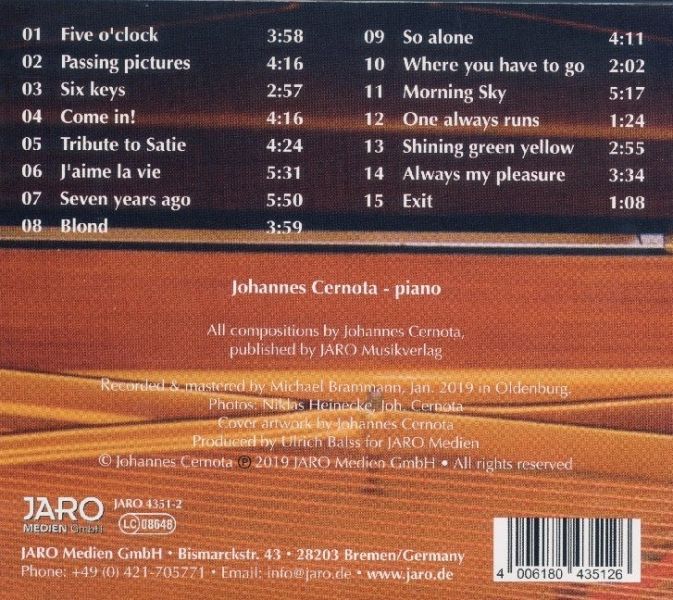 01 Five o'clock 3:58
02 Passing pictures 4:16
03 Six keys 2:57
04 Come in! 4:16
05 Tribute to Satie 4:24
06 J'aime la vie 5:31
07 Seven years ago 5:50
08 Blond 3:59
09 So alone 4:11
10 Where you have to go 2:02
11 Morning Sky 5:17
12 One always runs 1:24
13 Shining green yellow 2:55
14 Always my pleasure 3:34
15 Exit 1:08
Johannes Cernota - piano
All compositions by Johannes Cernota,
published by JARO Musikverlag
Recorded & mastered by Michael Brammann, Jan. 2019 in Oldenburg.
Photos: Niklas Heinecke, Joh. Cernota
Cover artwork by Johannes Cernota
Produced by Ulrich Balss for JARO Medien
© Johannes Cernota ℗ 2019 JARO Medien GmbH • All rights reserved
JARO
MEDIEN GmbH
JARO 4351-2
LC 08648
JARO Medien GmbH • Bismarckstr. 43 • 28203 Bremen/Germany
Phone: +49 (0) 421-705771 • Email: info@jaro.de • www.jaro.de
4 006180 435126